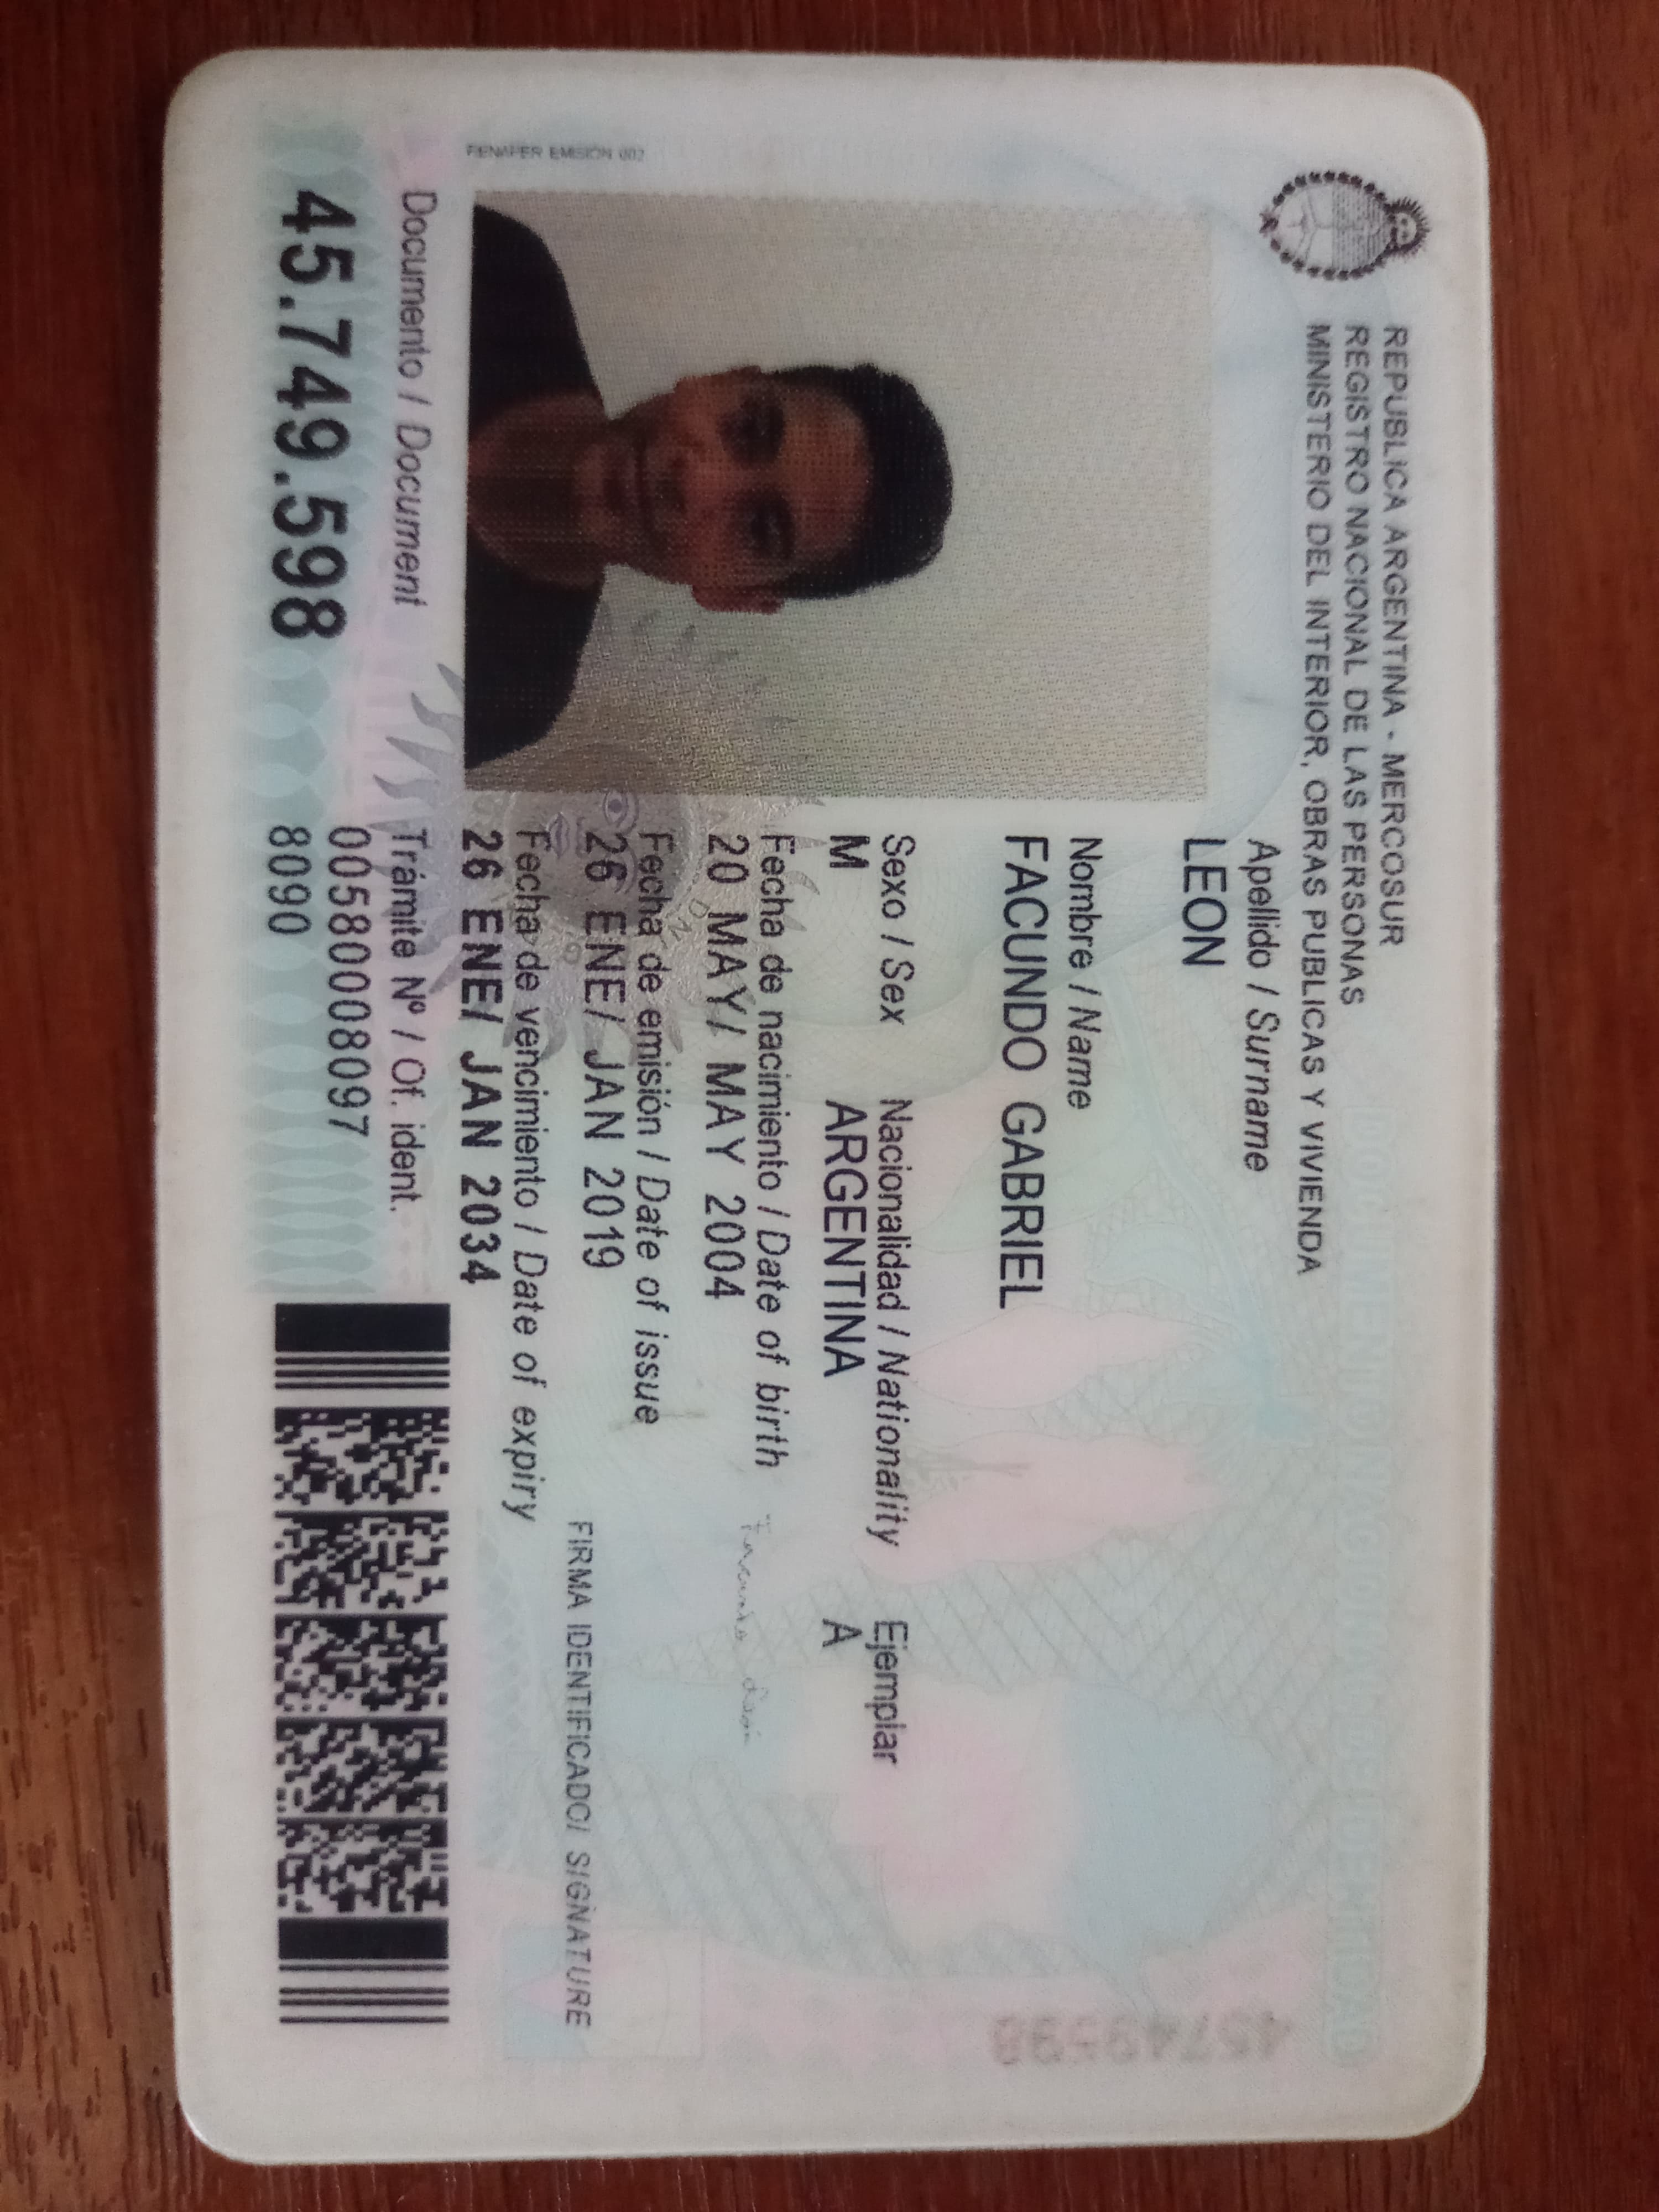 REPUBLICA ARGENTINA - MERCOSUR
REGISTRO NACIONAL DE LAS PERSONAS
MINISTERIO DEL INTERIOR, OBRAS PUBLICAS Y VIVIENDA
Apellido / Surname
LEON
Nombre / Name
FACUNDO GABRIEL
Sexo / Sex Nacionalidad / Nationality Ejemplar
M ARGENTINA A
Fecha de nacimiento / Date of birth
20 MAY/ MAY 2004
Fecha de emisión / Date of issue
26 ENE/ JAN 2019
Fecha de vencimiento / Date of expiry
26 ENE/ JAN 2034
FIRMA IDENTIFICADO/ SIGNATURE
RENAPER EMISIÓN 002
Documento / Document
45.749.598
Trámite Nº / Of. ident.
00580008097
8090
45749598